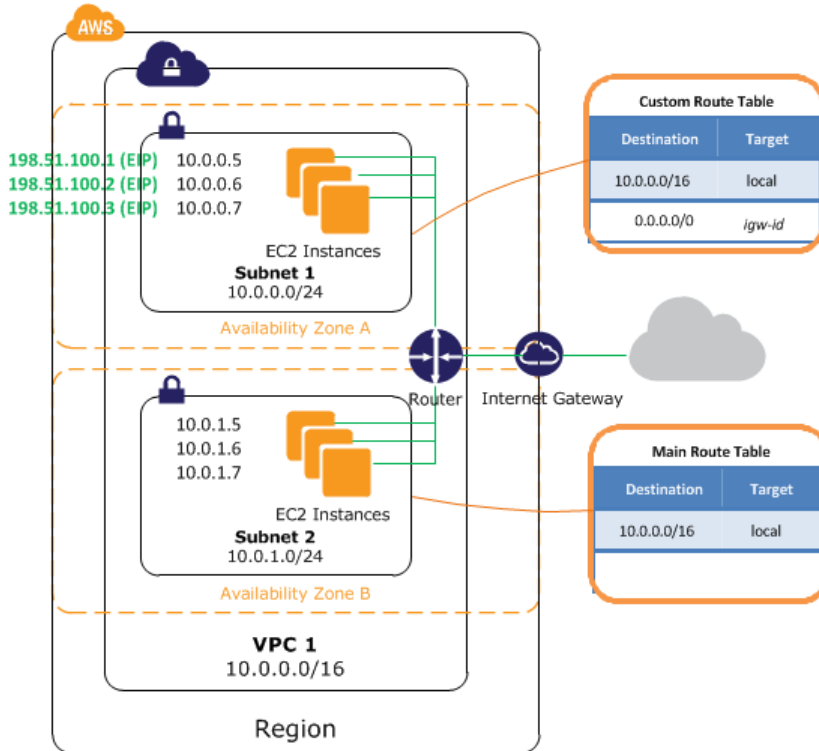 AWS
198.51.100.1 (EIP) 10.0.0.5
198.51.100.2 (EIP) 10.0.0.6
198.51.100.3 (EIP) 10.0.0.7
EC2 Instances
Subnet 1
10.0.0.0/24
Availability Zone A
Custom Route Table
Destination Target
10.0.0.0/16 local
0.0.0.0/0 igw-id
Router
Internet Gateway
10.0.1.5
10.0.1.6
10.0.1.7
EC2 Instances
Subnet 2
10.0.1.0/24
Availability Zone B
Main Route Table
Destination Target
10.0.0.0/16 local
VPC 1
10.0.0.0/16
Region